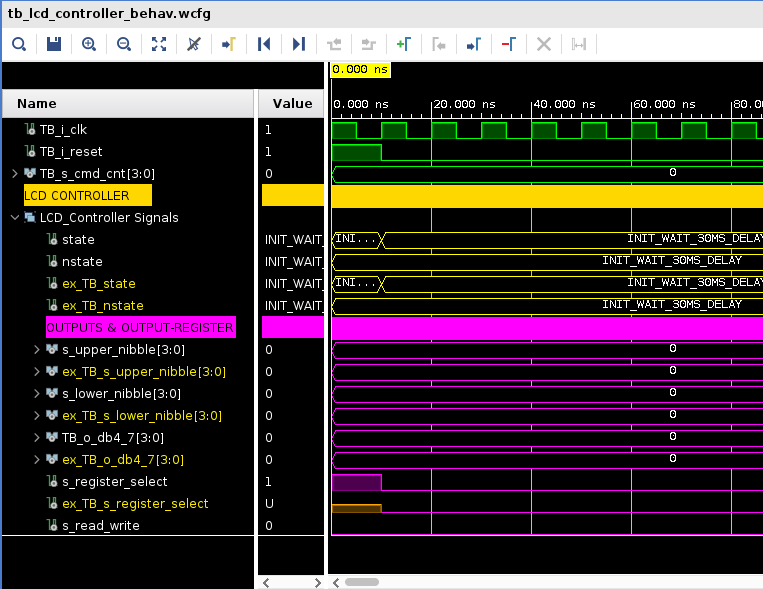 tb_lcd_controller_behav.wcfg
0.000 ns
Name Value 0.000 ns 20.000 ns 40.000 ns 60.000 ns 80.0
TB_i_clk 1
TB_i_reset 1
TB_s_cmd_cnt[3:0] 0 0
LCD CONTROLLER
LCD_Controller Signals
state INIT_WAIT_ INI... INIT_WAIT_30MS_DELAY
nstate INIT_WAIT_ INIT_WAIT_30MS_DELAY
ex_TB_state INIT_WAIT_ INI... INIT_WAIT_30MS_DELAY
ex_TB_nstate INIT_WAIT_ INIT_WAIT_30MS_DELAY
OUTPUTS & OUTPUT-REGISTER
s_upper_nibble[3:0] 0 0
ex_TB_s_upper_nibble[3:0] 0 0
s_lower_nibble[3:0] 0 0
ex_TB_s_lower_nibble[3:0] 0 0
TB_o_db4_7[3:0] 0 0
ex_TB_o_db4_7[3:0] 0 0
s_register_select 1
ex_TB_s_register_select U
s_read_write 0